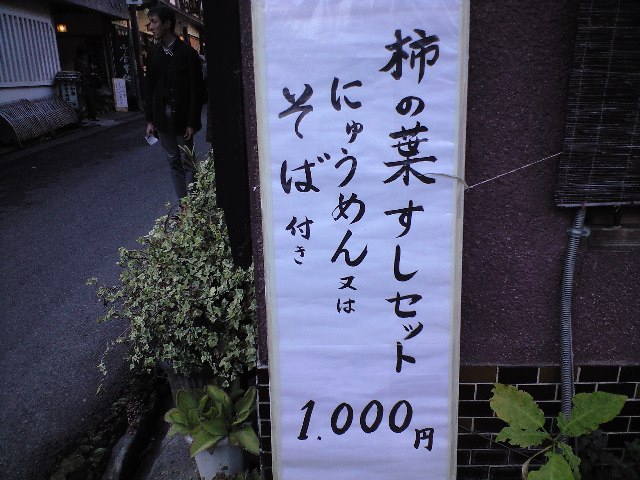 柿の葉すしセット
にゅうめん又は
そば付き
1.000円